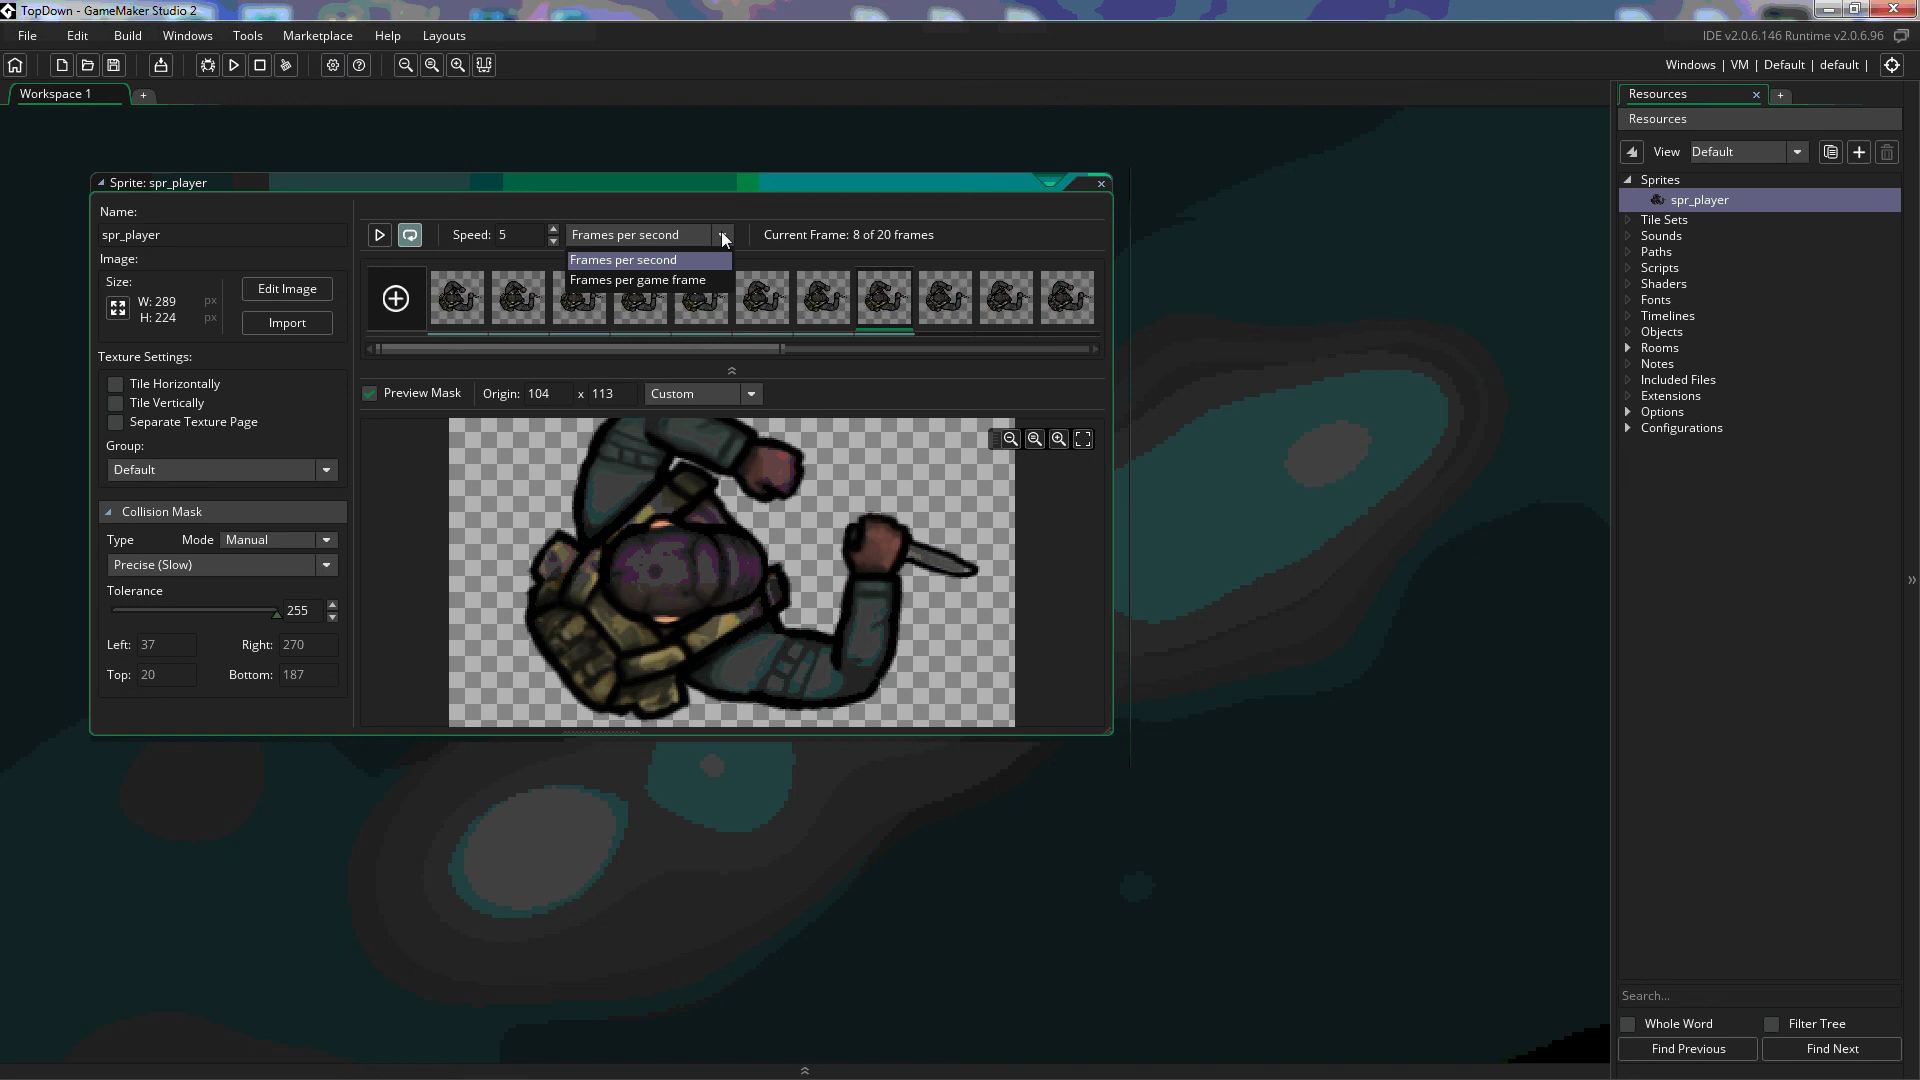 TopDown - GameMaker Studio 2
File Edit Build Windows Tools Marketplace Help Layouts
IDE v2.0.6.146 Runtime v2.0.6.96
Windows | VM | Default | default |
Workspace 1
Resources
Resources
View Default
Sprites
spr_player
Tile Sets
Sounds
Paths
Scripts
Shaders
Fonts
Timelines
Objects
Rooms
Notes
Included Files
Extensions
Options
Configurations
Search...
Whole Word Filter Tree
Find Previous Find Next
Sprite: spr_player
Name:
spr_player
Image:
Size:
W: 289 px
H: 224 px
Edit Image
Import
Texture Settings:
Tile Horizontally
Tile Vertically
Separate Texture Page
Group:
Default
Collision Mask
Type Mode Manual
Precise (Slow)
Tolerance
255
Left: 37 Right: 270
Top: 20 Bottom: 187
Speed: 5 Frames per second Current Frame: 8 of 20 frames
Frames per second
Frames per game frame
Preview Mask Origin: 104 x 113 Custom